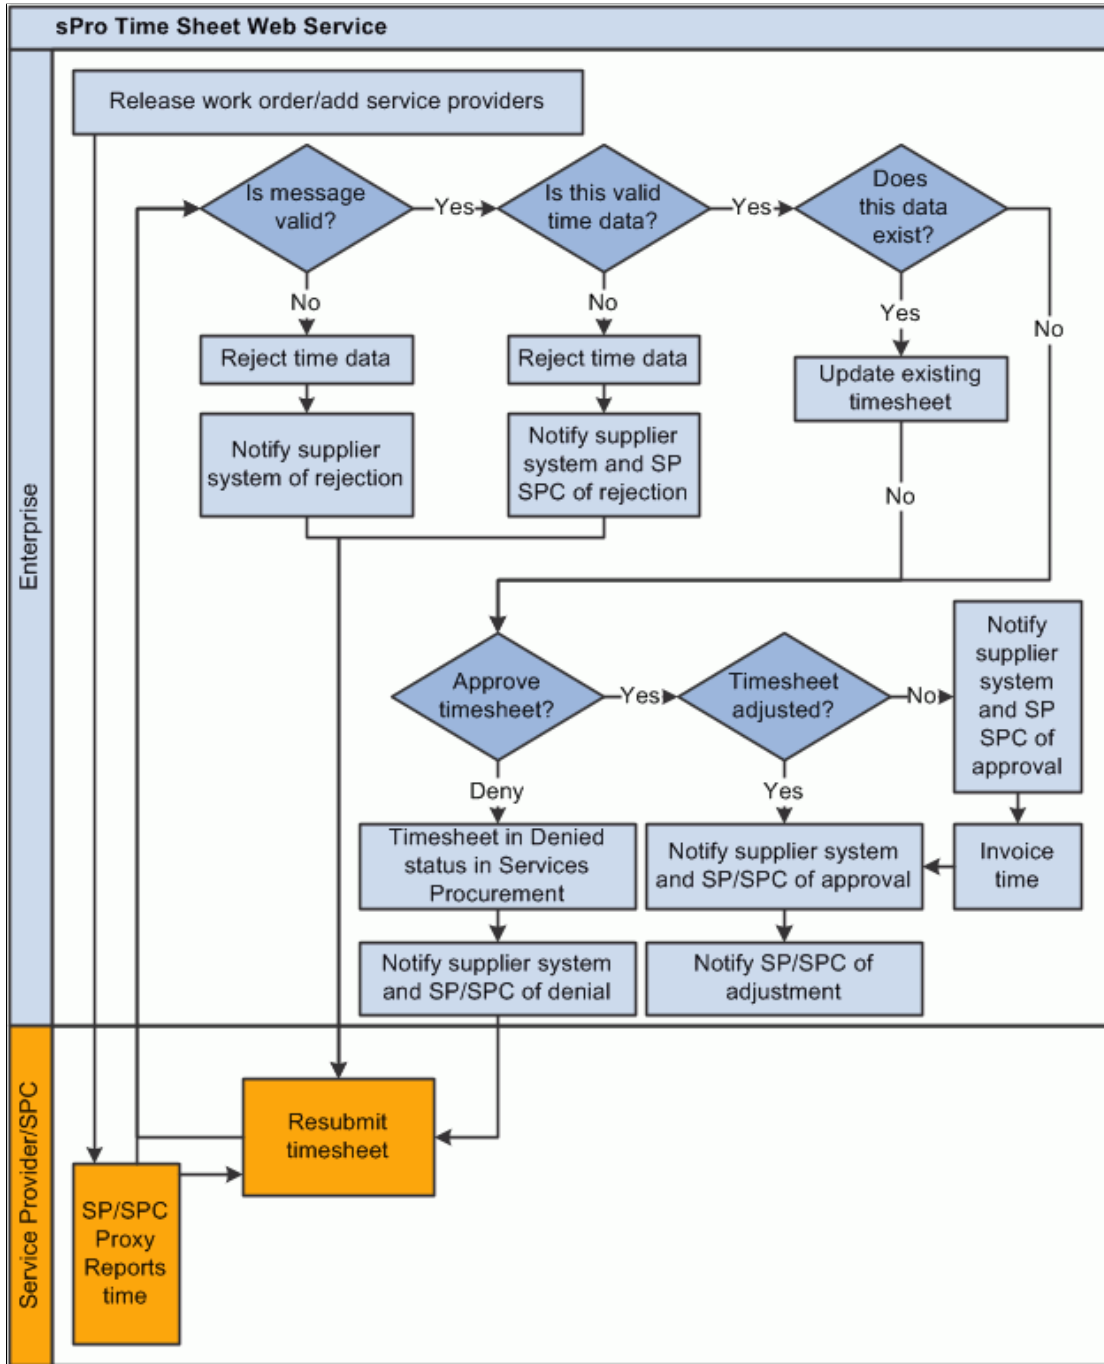 sPro Time Sheet Web Service
Enterprise
Release work order/add service providers
Is message
valid?
Yes
Is this valid
time data?
Yes
Does
this data
exist?
No
No
Yes
No
Reject time data
Reject time data
Update existing
timesheet
Notify supplier
system of rejection
Notify supplier
system and SP
SPC of rejection
No
Approve
timesheet?
Yes
Timesheet
adjusted?
No
Notify
supplier
system
and SP
SPC of
approval
Deny
Yes
Timesheet in Denied
status in Services
Procurement
Notify supplier system
and SP/SPC of approval
Invoice
time
Notify supplier system
and SP/SPC of denial
Notify SP/SPC of
adjustment
Service Provider/SPC
Resubmit
timesheet
SP/SPC
Proxy
Reports
time